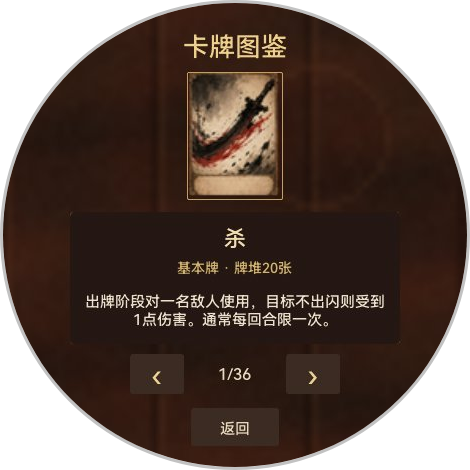 卡牌图鉴
杀
基本牌 · 牌堆20张
出牌阶段对一名敌人使用，目标不出闪则受到
1点伤害。通常每回合限一次。
‹ 1/36 ›
返回